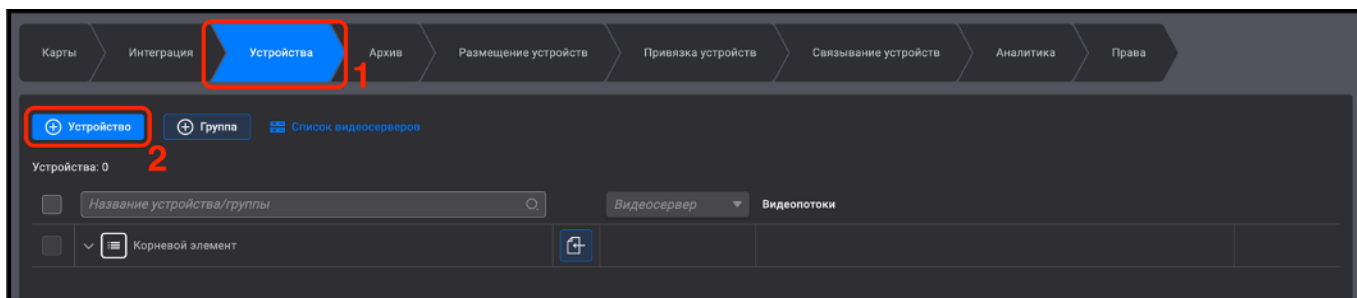 Карты Интеграция Устройства Архив Размещение устройств Привязка устройств Связывание устройств Аналитика Права
1
Устройство Группа Список видеосерверов
2
Устройства: 0
Название устройства/группы Видеосервер Видеопотоки
Корневой элемент